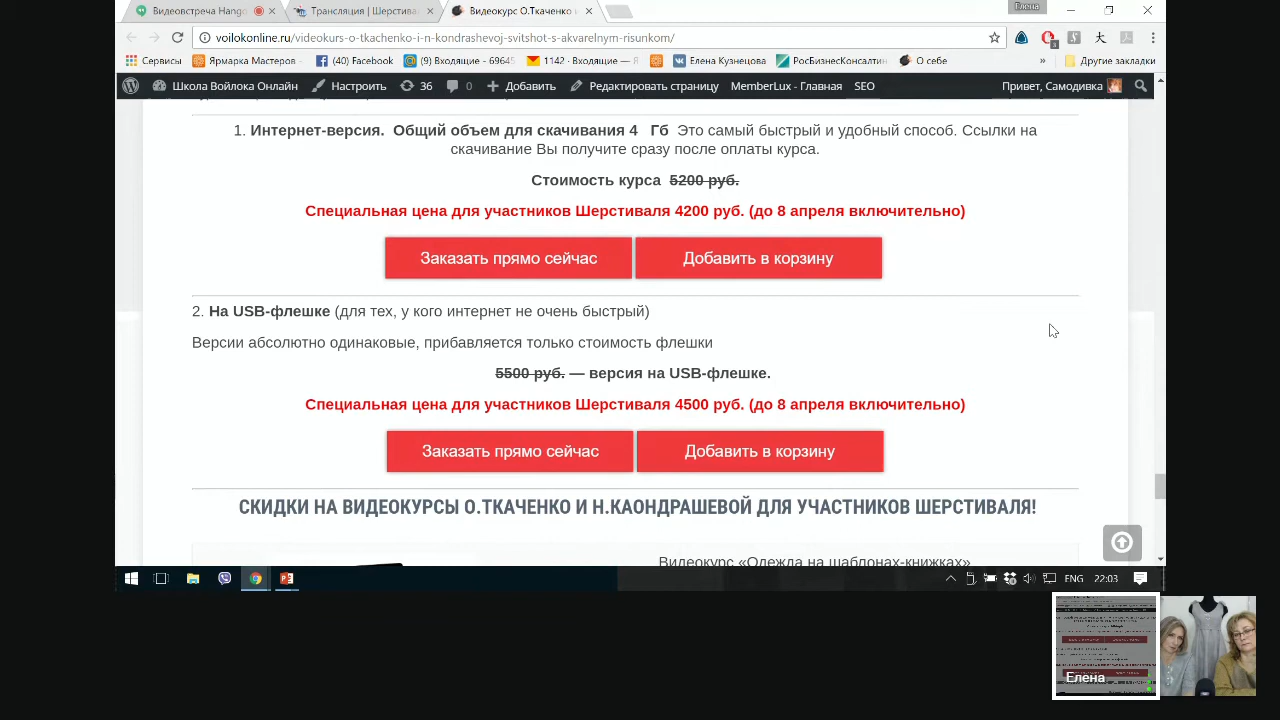 Елена
Видеовстреча Hango
Трансляция | Шерстива
Видеокурс О.Ткаченко и
voilokonline.ru/videokurs-o-tkachenko-i-n-kondrashevoj-svitshot-s-akvarelnym-risunkom/
3
Сервисы
Ярмарка Мастеров -
(40) Facebook
(9) Входящие - 69645
1142 · Входящие — Я
Елена Кузнецова
РосБизнесКонсалтин
О себе
»
Другие закладки
Школа Войлока Онлайн
Настроить
36
0
Добавить
Редактировать страницу
MemberLux - Главная
SEO
Привет, Самодивка
1. Интернет-версия. Общий объем для скачивания 4 Гб Это самый быстрый и удобный способ. Ссылки на
скачивание Вы получите сразу после оплаты курса.
Стоимость курса 5200 руб.
Специальная цена для участников Шерстиваля 4200 руб. (до 8 апреля включительно)
Заказать прямо сейчас
Добавить в корзину
2. На USB-флешке (для тех, у кого интернет не очень быстрый)
Версии абсолютно одинаковые, прибавляется только стоимость флешки
5500 руб. — версия на USB-флешке.
Специальная цена для участников Шерстиваля 4500 руб. (до 8 апреля включительно)
Заказать прямо сейчас
Добавить в корзину
СКИДКИ НА ВИДЕОКУРСЫ О.ТКАЧЕНКО И Н.КАОНДРАШЕВОЙ ДЛЯ УЧАСТНИКОВ ШЕРСТИВАЛЯ!
Видеокурс «Одежда на шаблонах-книжках»
ENG
22:03
Елена